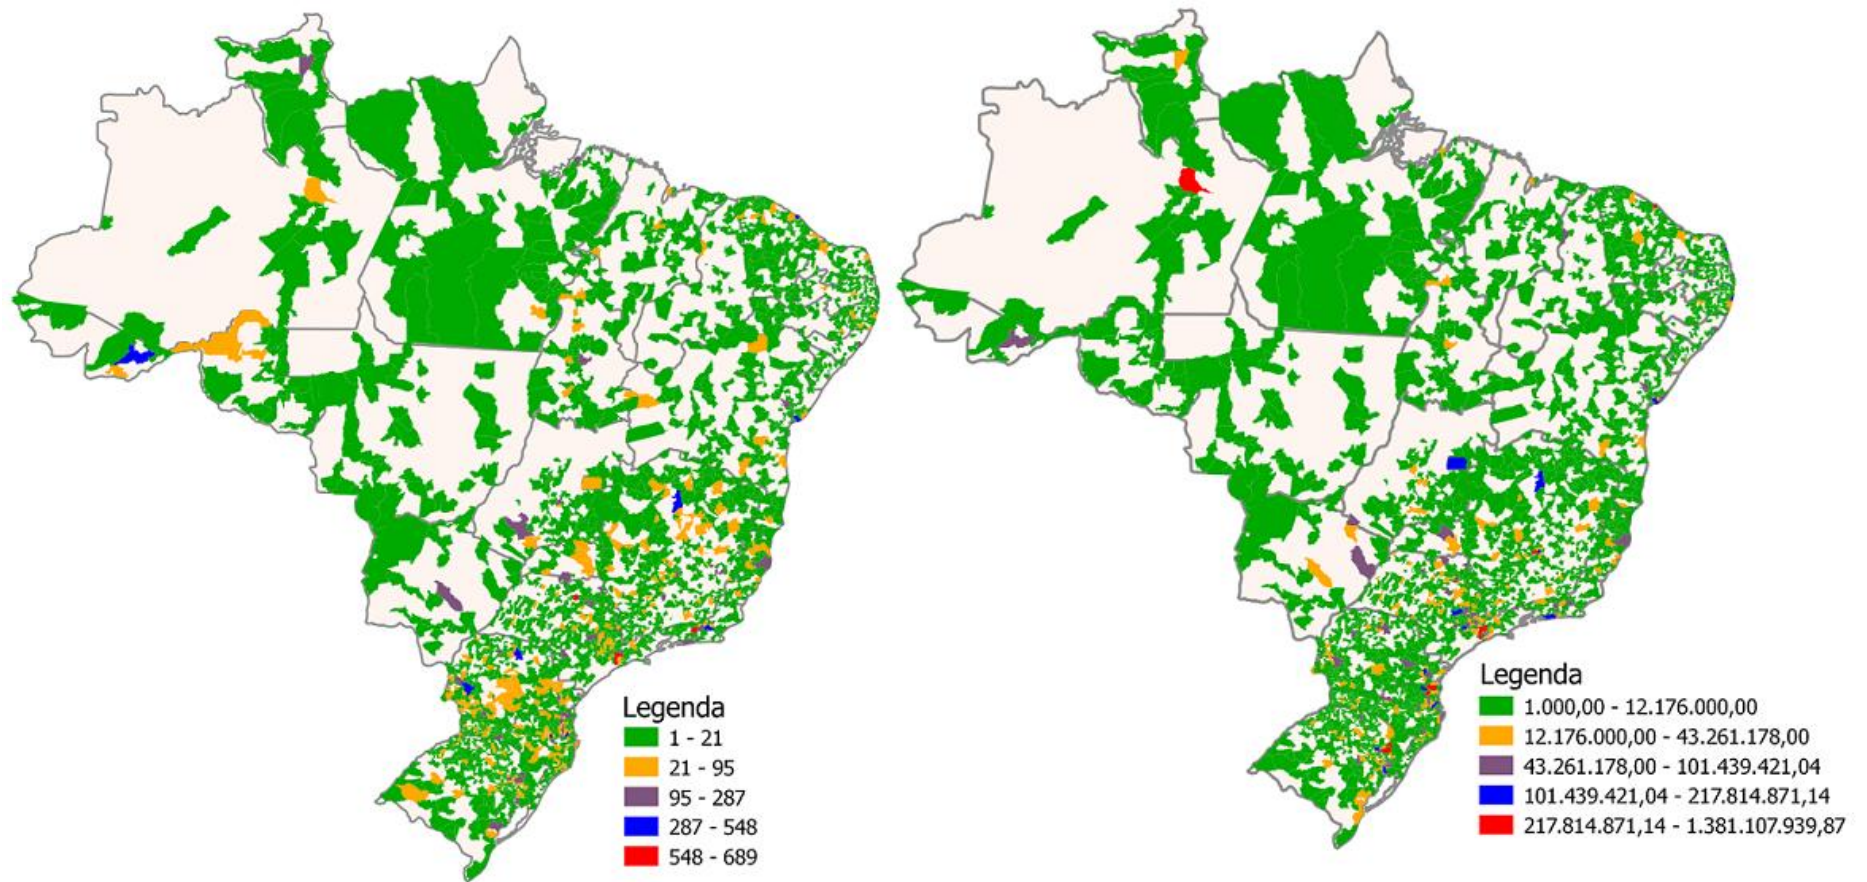 Legenda
1 - 21
21 - 95
95 - 287
287 - 548
548 - 689
Legenda
1.000,00 - 12.176.000,00
12.176.000,00 - 43.261.178,00
43.261.178,00 - 101.439.421,04
101.439.421,04 - 217.814.871,14
217.814.871,14 - 1.381.107.939,87